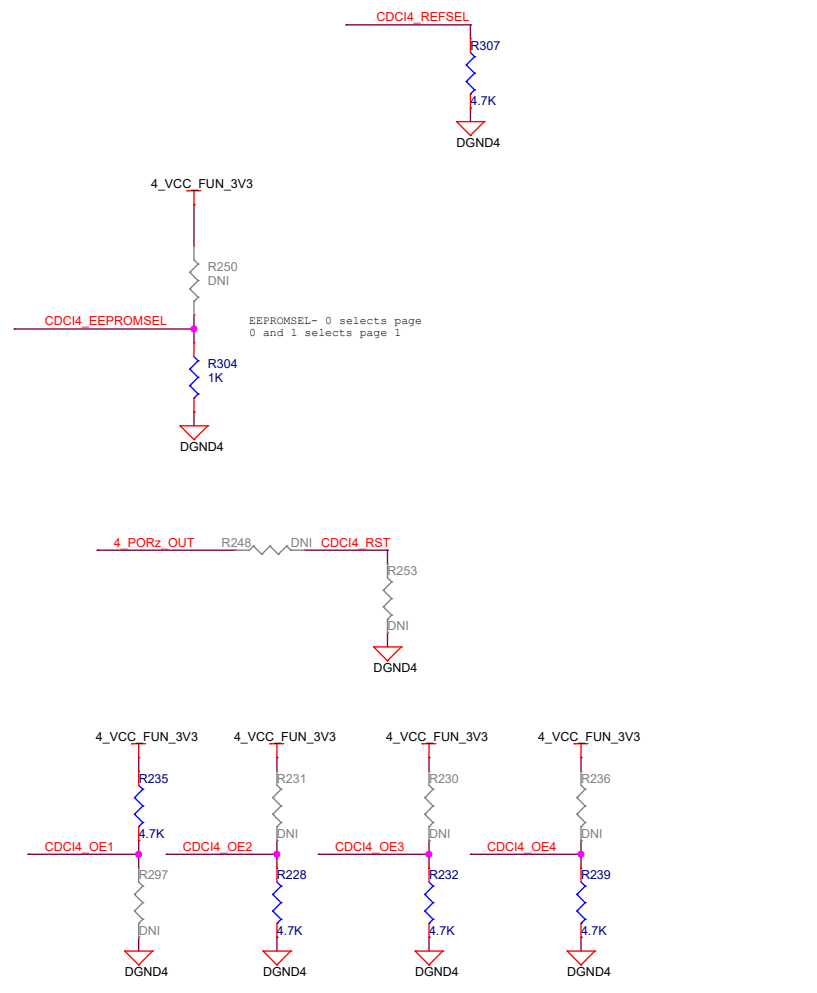 CDCI4_REFSEL
R307
4.7K
DGND4
4_VCC_FUN_3V3
R250
DNI
CDCI4_EEPROMSEL
EEPROMSEL- 0 selects page
0 and 1 selects page 1
R304
1K
DGND4
4_PORz_OUT R248 DNI CDCI4_RST
R253
DNI
DGND4
4_VCC_FUN_3V3 4_VCC_FUN_3V3 4_VCC_FUN_3V3 4_VCC_FUN_3V3
R235 R231 R230 R236
4.7K DNI DNI DNI
CDCI4_OE1 CDCI4_OE2 CDCI4_OE3 CDCI4_OE4
R297 R228 R232 R239
DNI 4.7K 4.7K 4.7K
DGND4 DGND4 DGND4 DGND4